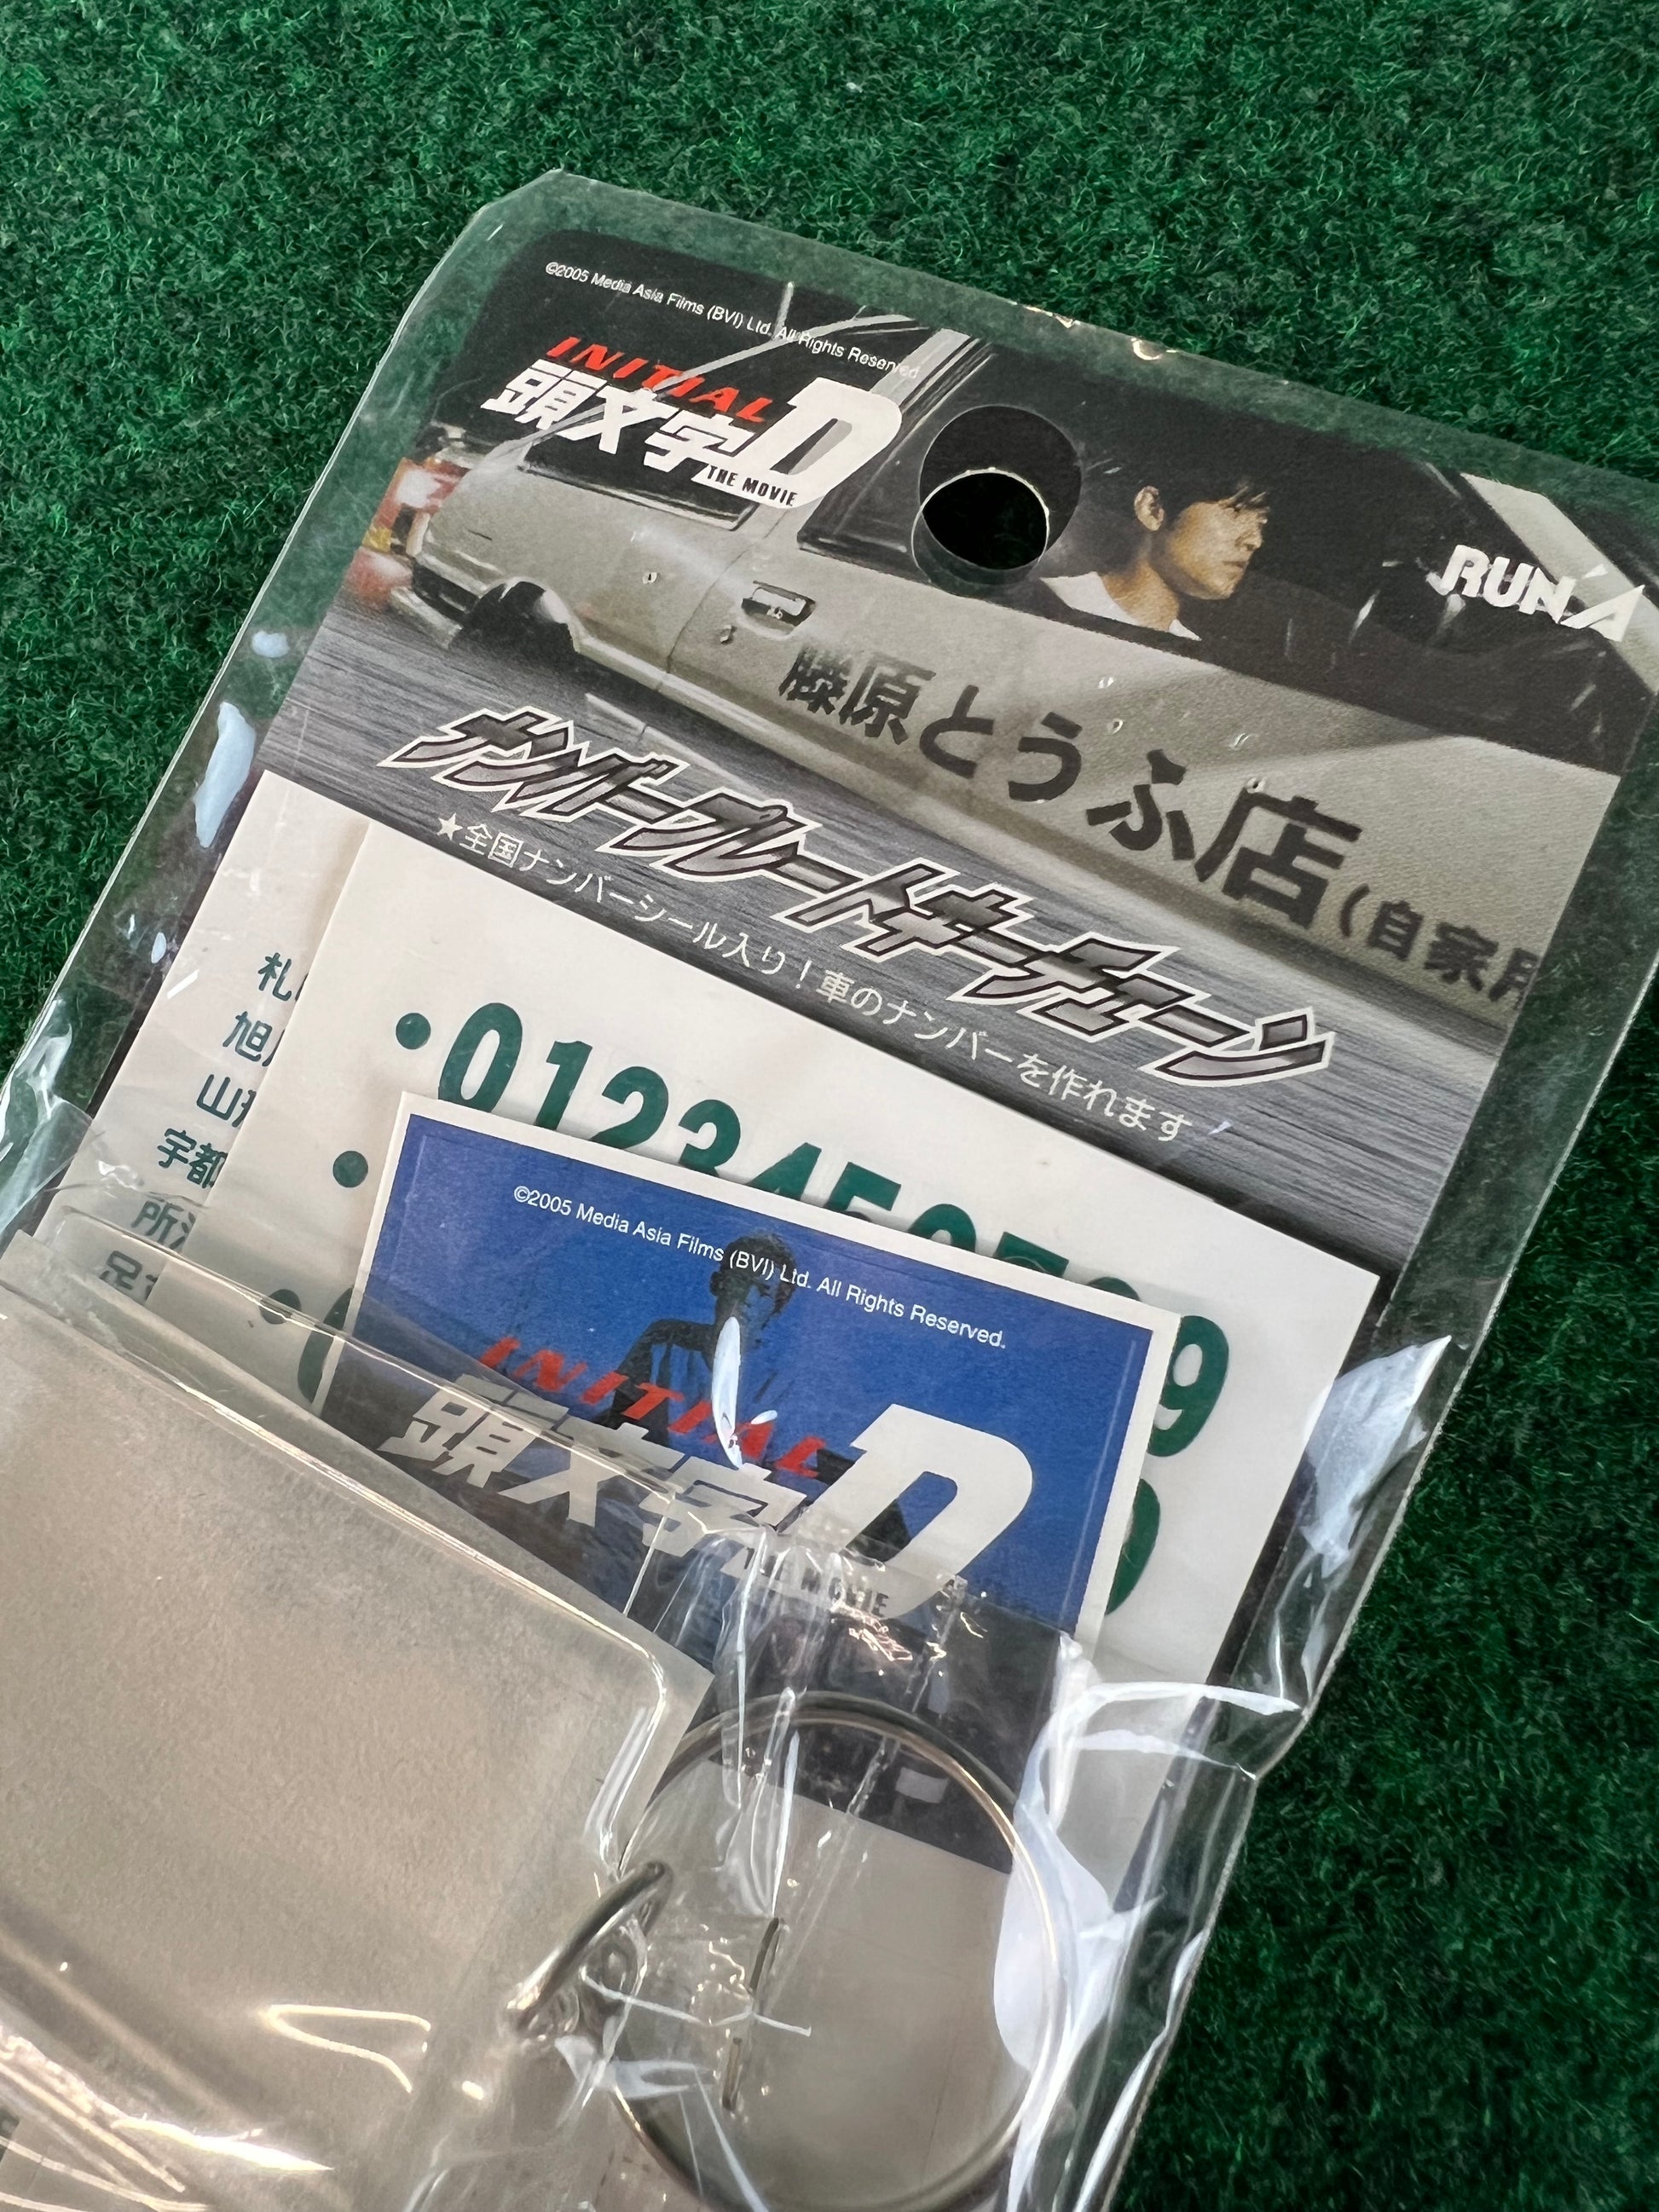 ©2005 Media Asia Films (BVI) Ltd. All Rights Reserved.
INITIAL
頭文字D
THE MOVIE
RUN'A
藤原とうふ店(自家用
ナンバープレートキーチェーン
★全国ナンバーシール入り！車のナンバーを作れます
札
旭
山形
宇都
所
足
•0123456789
•
•0
©2005 Media Asia Films (BVI) Ltd. All Rights Reserved.
INITIAL
頭文字D
THE MOVIE